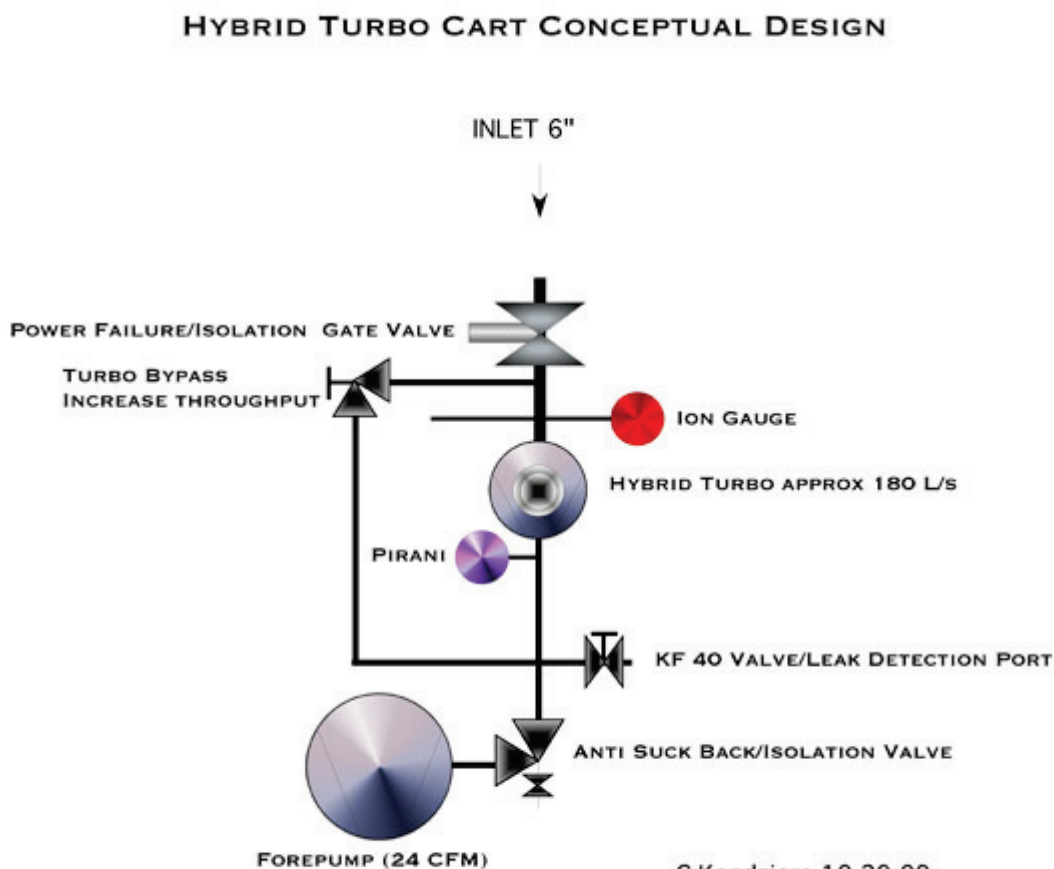 HYBRID TURBO CART CONCEPTUAL DESIGN
INLET 6"
POWER FAILURE/ISOLATION GATE VALVE
TURBO BYPASS
INCREASE THROUGHPUT
ION GAUGE
HYBRID TURBO APPROX 180 L/S
PIRANI
KF 40 VALVE/LEAK DETECTION PORT
ANTI SUCK BACK/ISOLATION VALVE
FOREPUMP (24 CFM)